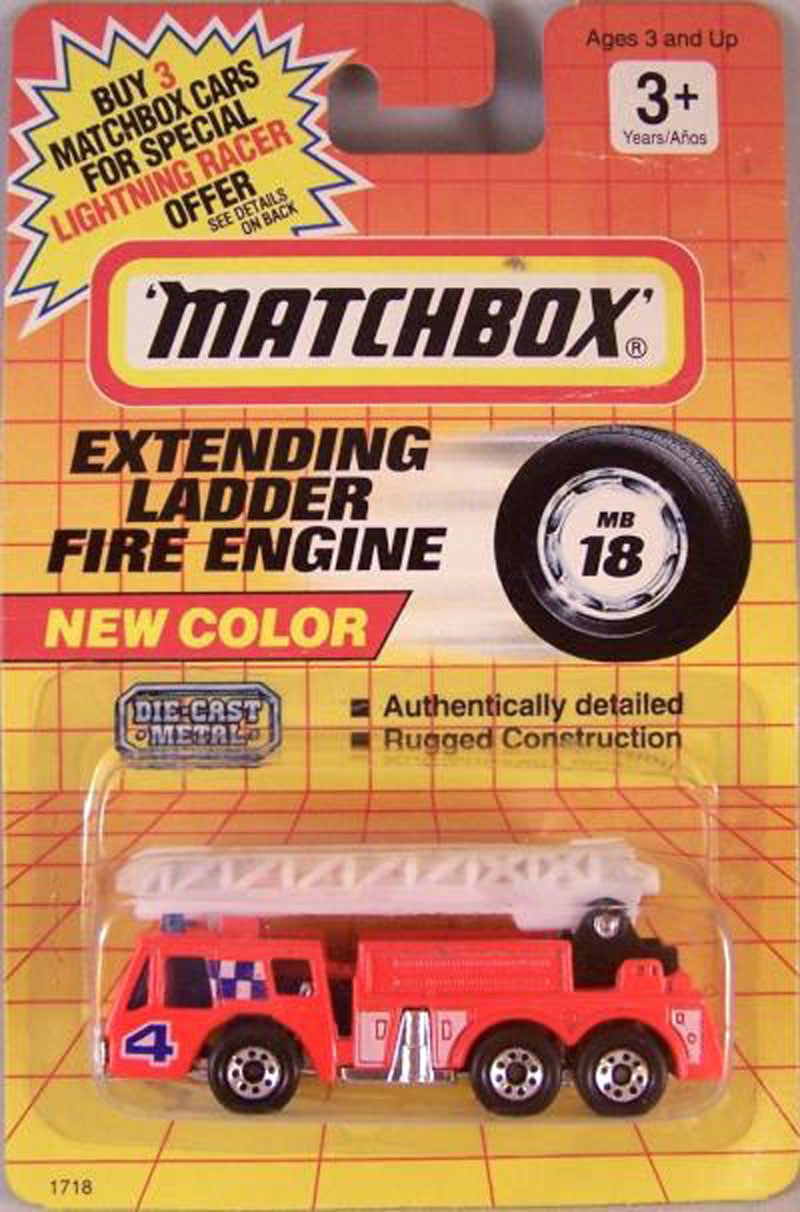 BUY 3
MATCHBOX CARS
FOR SPECIAL
LIGHTNING RACER
OFFER
SEE DETAILS
ON BACK
Ages 3 and Up
3+
Years/Años
'MATCHBOX'®
EXTENDING
LADDER
FIRE ENGINE
MB
18
NEW COLOR
DIE-CAST
METAL
Authentically detailed
Rugged Construction
4
1718